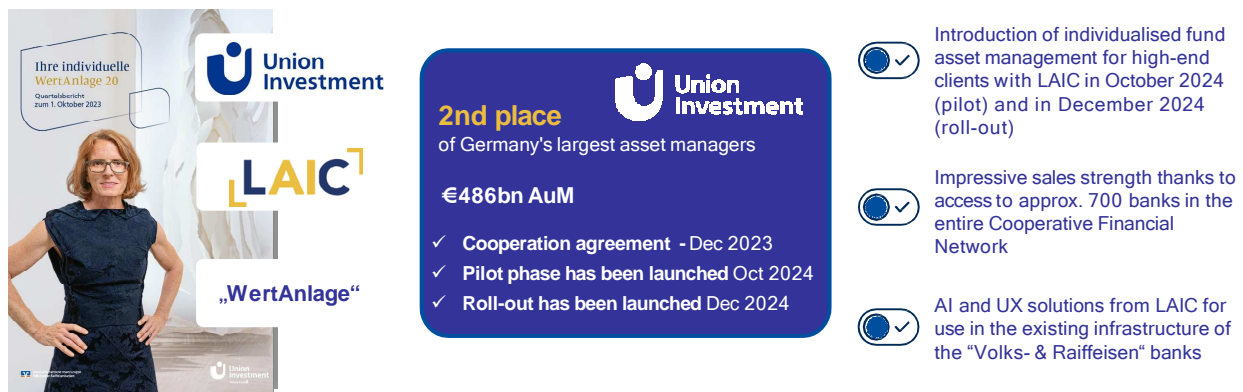 Ihre individuelle
WertAnlage 20
Quartalsbericht
zum 1. Oktober 2023
Union
Investment
LAIC
„WertAnlage“
Union
Investment
Union
Investment
2nd place
of Germany's largest asset managers
€486bn AuM
✓ Cooperation agreement - Dec 2023
✓ Pilot phase has been launched Oct 2024
✓ Roll-out has been launched Dec 2024
Introduction of individualised fund
asset management for high-end
clients with LAIC in October 2024
(pilot) and in December 2024
(roll-out)
Impressive sales strength thanks to
access to approx. 700 banks in the
entire Cooperative Financial
Network
AI and UX solutions from LAIC for
use in the existing infrastructure of
the “Volks- & Raiffeisen“ banks